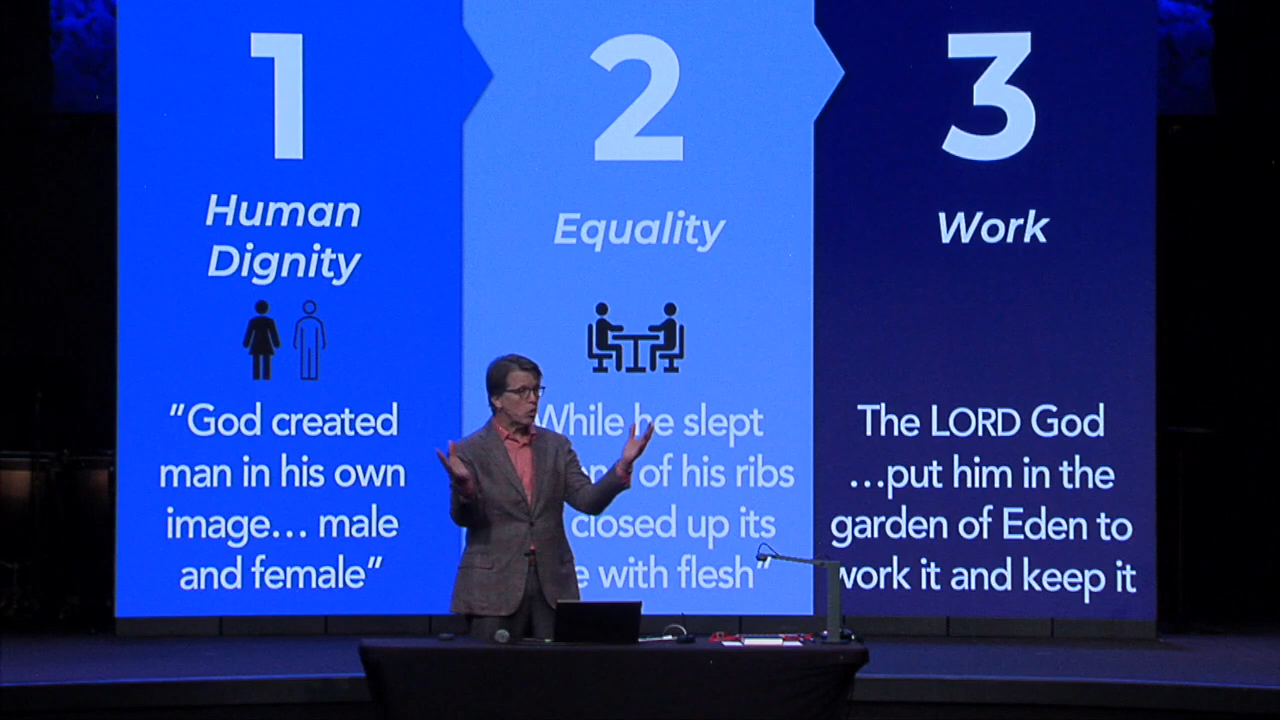 1
Human
Dignity
"God created
man in his own
image... male
and female"
2
Equality
While he slept
of his ribs
closed up its
with flesh"
3
Work
The LORD God
...put him in the
garden of Eden to
work it and keep it